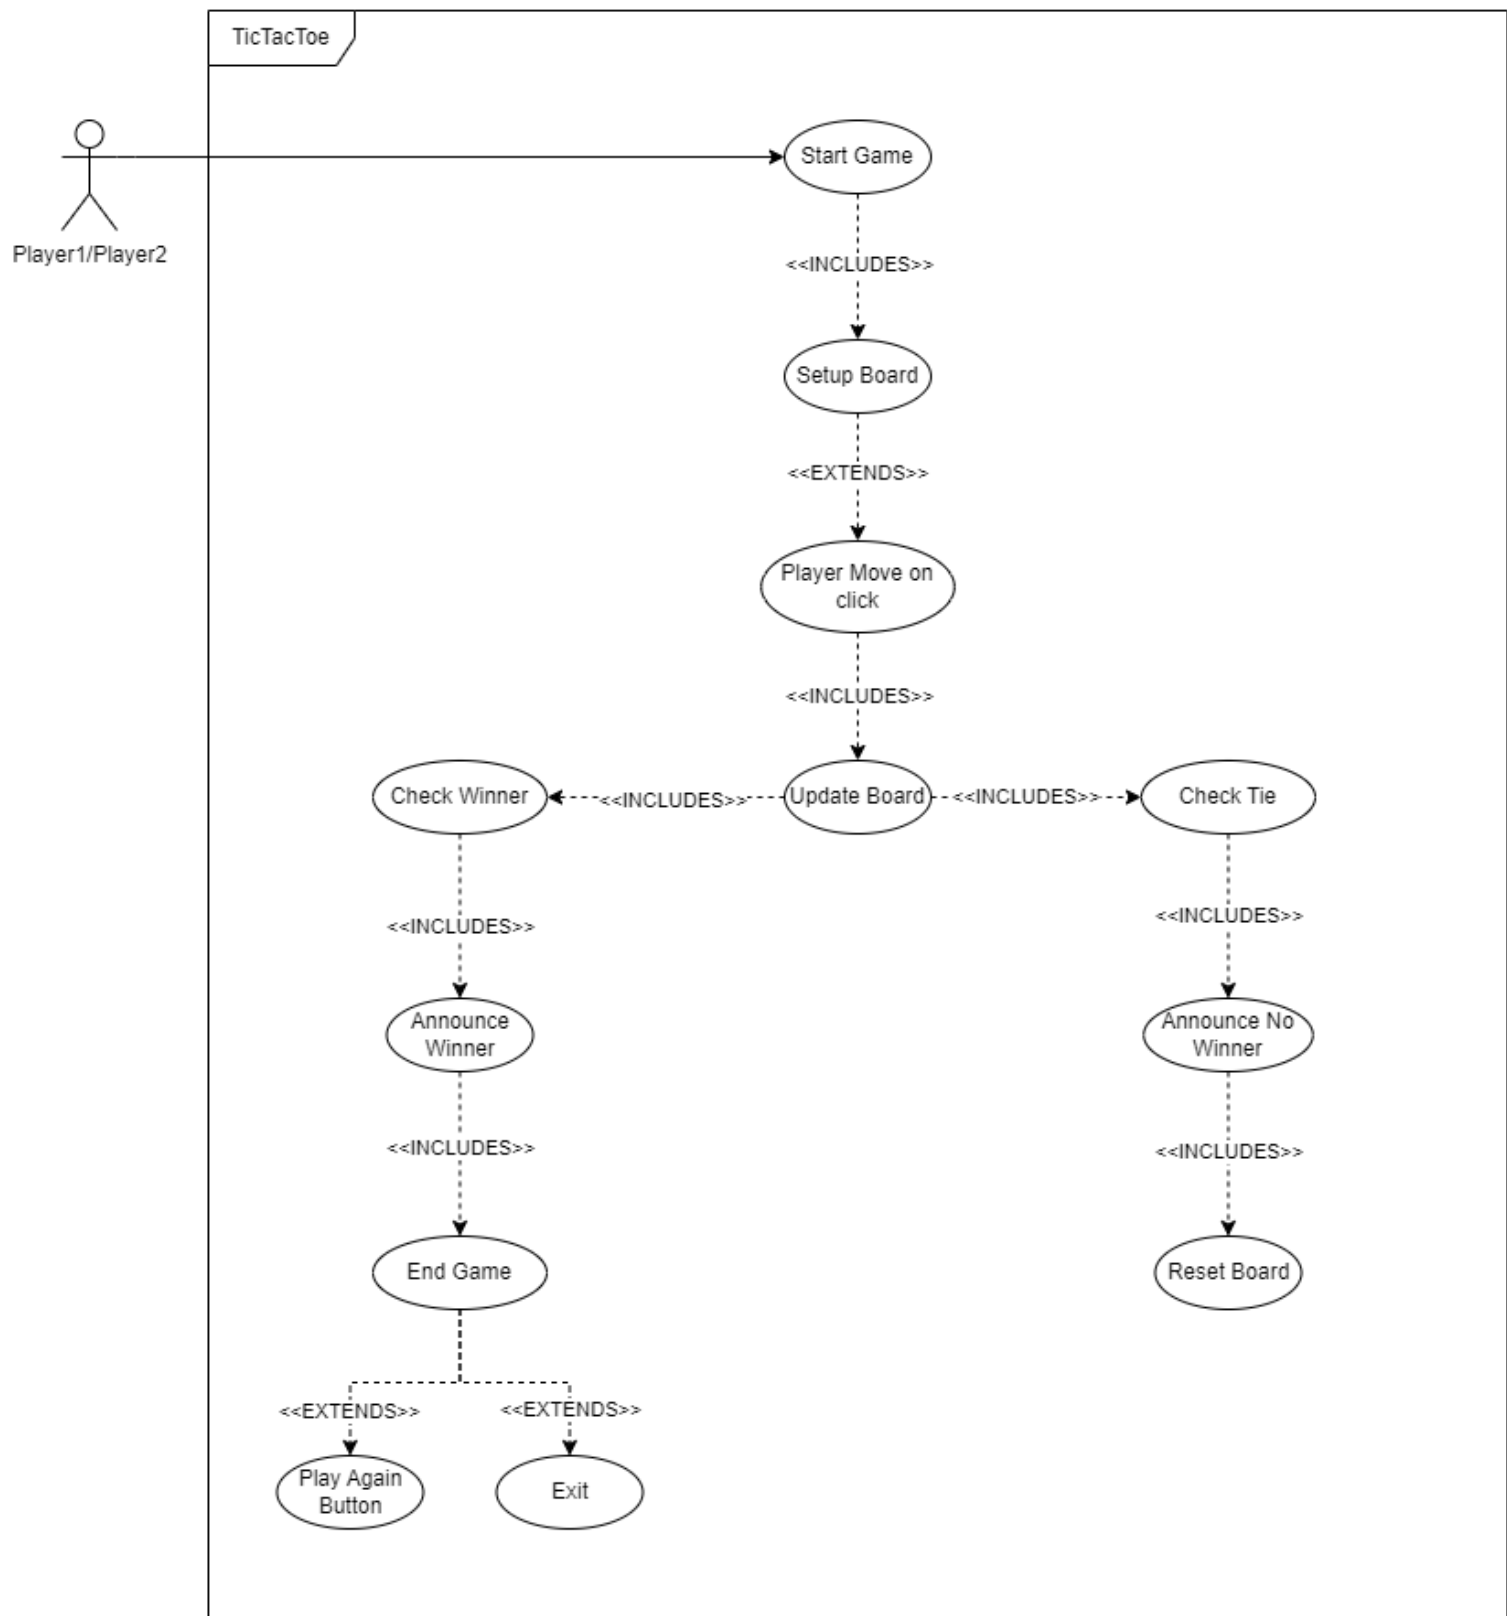 TicTacToe
Start Game
Player1/Player2
<<INCLUDES>>
Setup Board
<<EXTENDS>>
Player Move on
click
<<INCLUDES>>
Check Winner
<<INCLUDES>>
Update Board
<<INCLUDES>>
Check Tie
<<INCLUDES>>
<<INCLUDES>>
Announce
Winner
Announce No
Winner
<<INCLUDES>>
<<INCLUDES>>
End Game
Reset Board
<<EXTENDS>>
<<EXTENDS>>
Play Again
Button
Exit